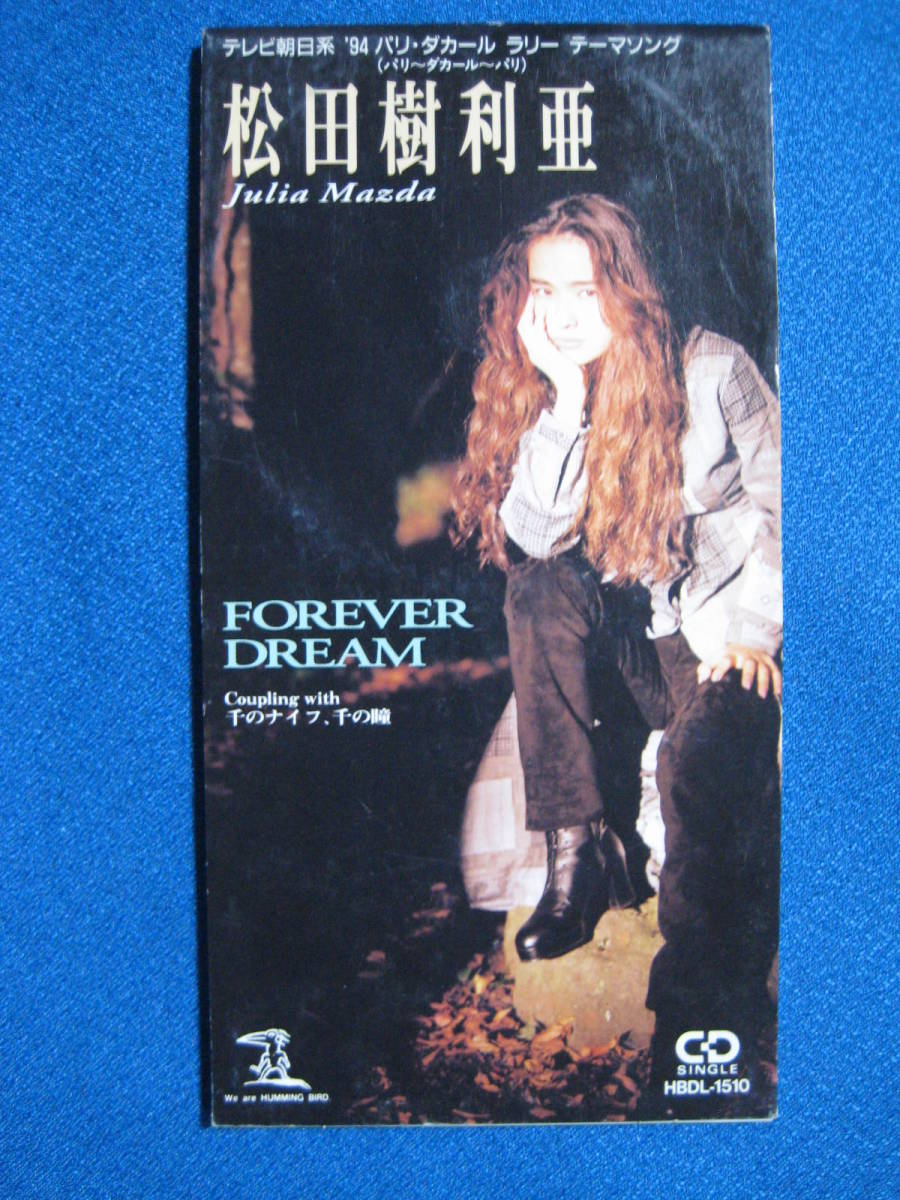 テレビ朝日系 '94 パリ・ダカール ラリー テーマソング
(パリ〜ダカール〜パリ)
松田樹利亜
Julia Mazda
FOREVER
DREAM
Coupling with
千のナイフ、千の瞳
We are HUMMING BIRD
CD
SINGLE
HBDL-1510